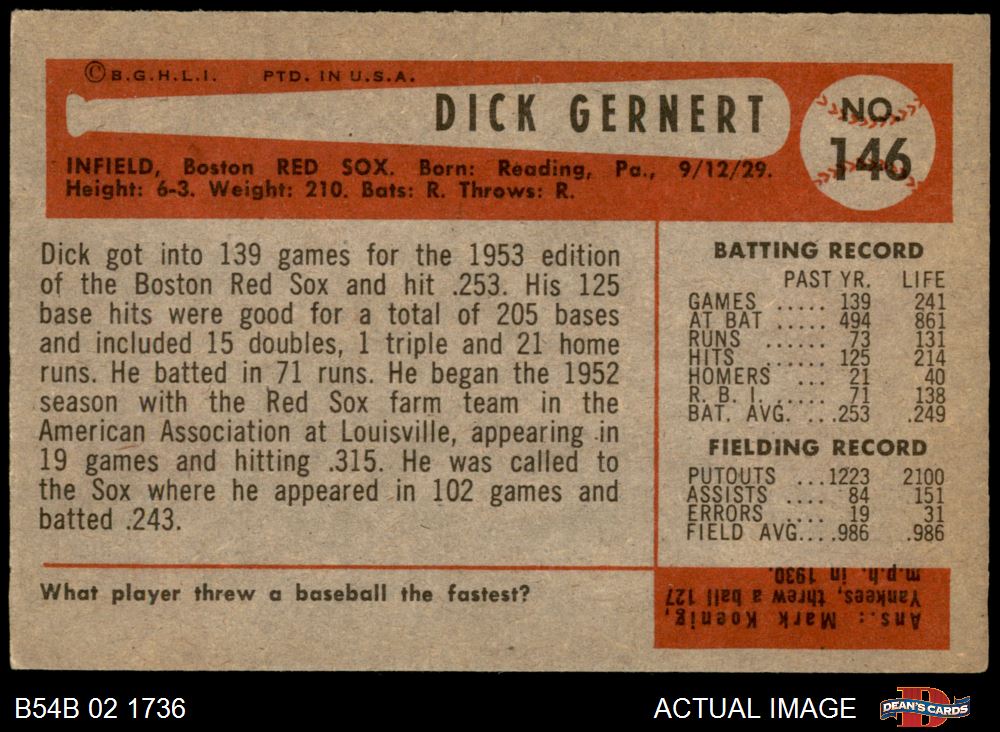 © B.G.H.L.I. PTD. IN U.S.A.
DICK GERNERT
NO.
146
INFIELD, Boston RED SOX. Born: Reading, Pa., 9/12/29.
Height: 6-3. Weight: 210. Bats: R. Throws: R.
Dick got into 139 games for the 1953 edition
of the Boston Red Sox and hit .253. His 125
base hits were good for a total of 205 bases
and included 15 doubles, 1 triple and 21 home
runs. He batted in 71 runs. He began the 1952
season with the Red Sox farm team in the
American Association at Louisville, appearing in
19 games and hitting .315. He was called to
the Sox where he appeared in 102 games and
batted .243.
BATTING RECORD
PAST YR. LIFE
GAMES ..... 139 241
AT BAT ..... 494 861
RUNS ...... 73 131
HITS ...... 125 214
HOMERS ... 21 40
R. B. I. ..... 71 138
BAT. AVG. ... .253 .249
FIELDING RECORD
PUTOUTS ...1223 2100
ASSISTS .... 84 151
ERRORS .... 19 31
FIELD AVG... .986 .986
What player threw a baseball the fastest?
Ans.: Mark Koenig,
Yankees, threw a ball 127
m.p.h. in 1930.
B54B 02 1736
ACTUAL IMAGE
D
DEAN'S CARDS